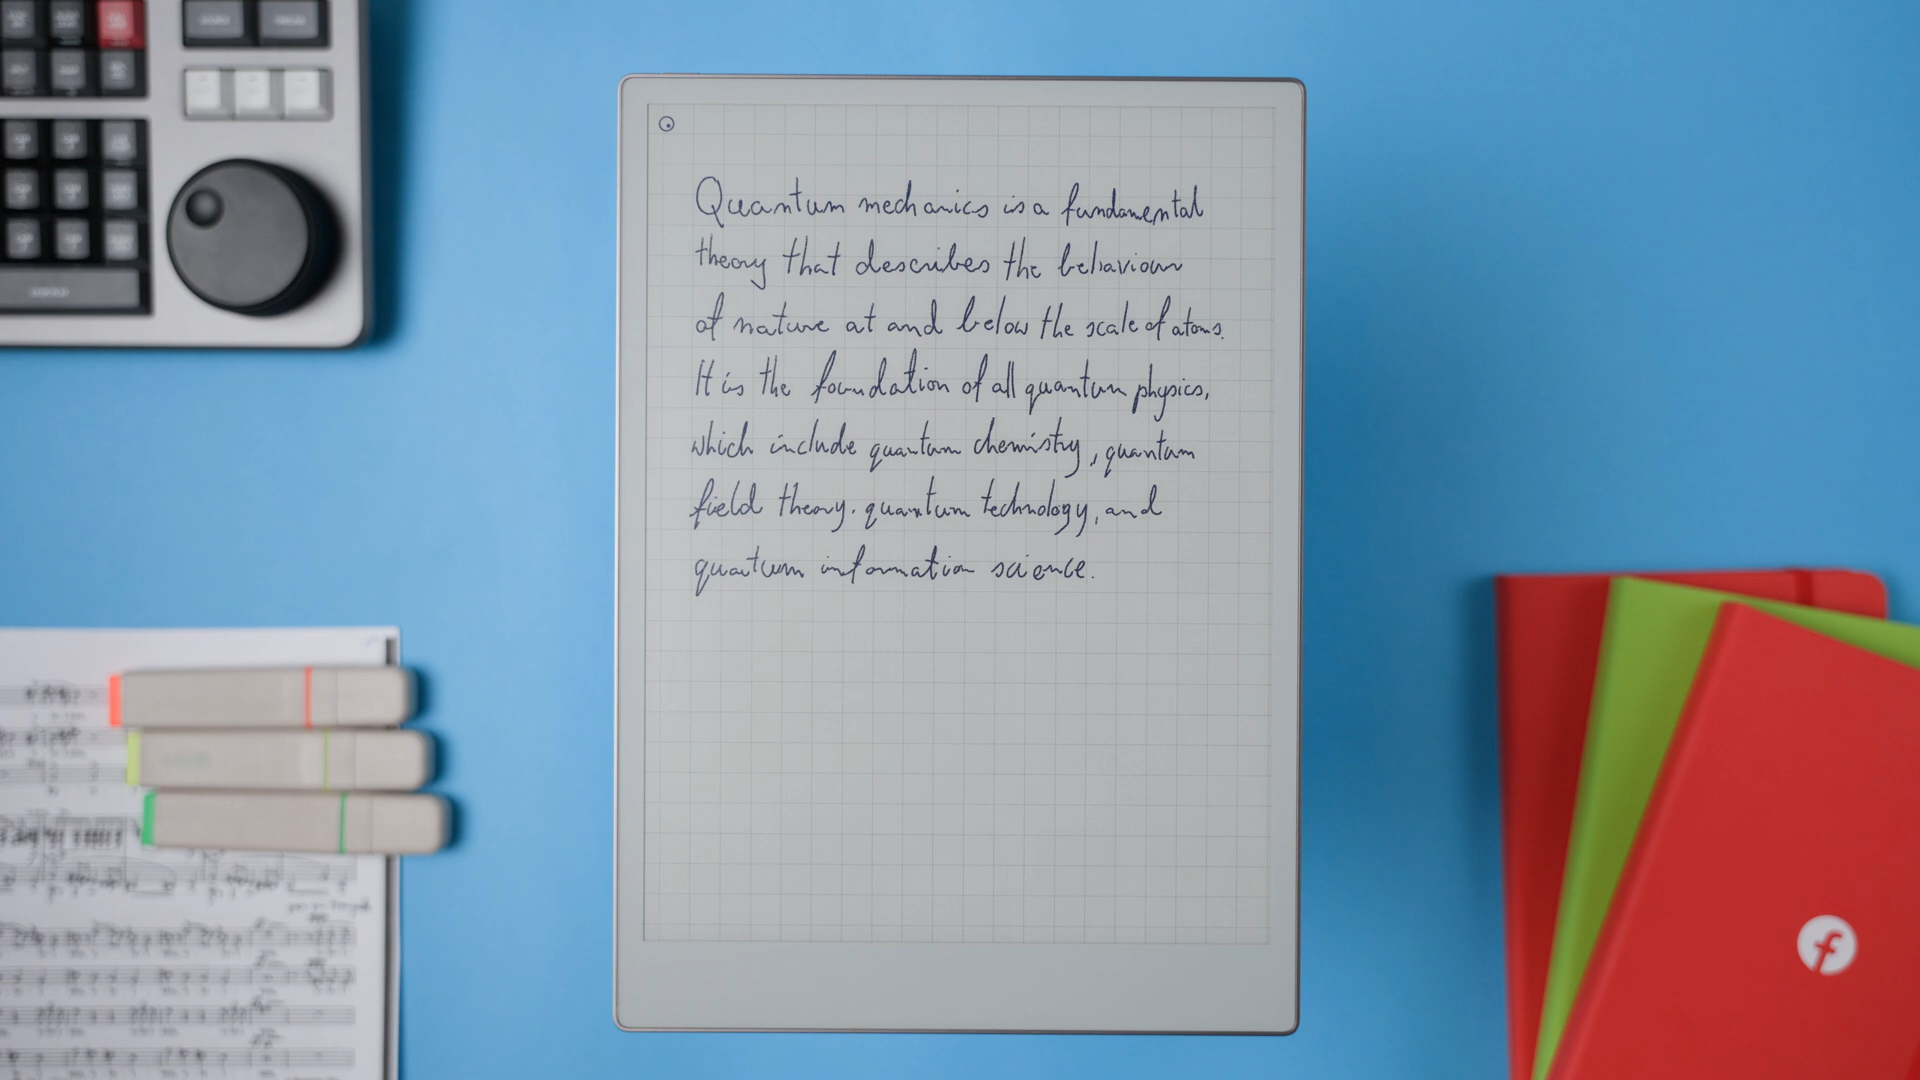 Quantum mechanics is a fundamental
theory that describes the behaviour
of nature at and below the scale of atoms.
It is the foundation of all quantum physics,
which include quantum chemistry, quantum
field theory. quantum technology, and
quantum information science.